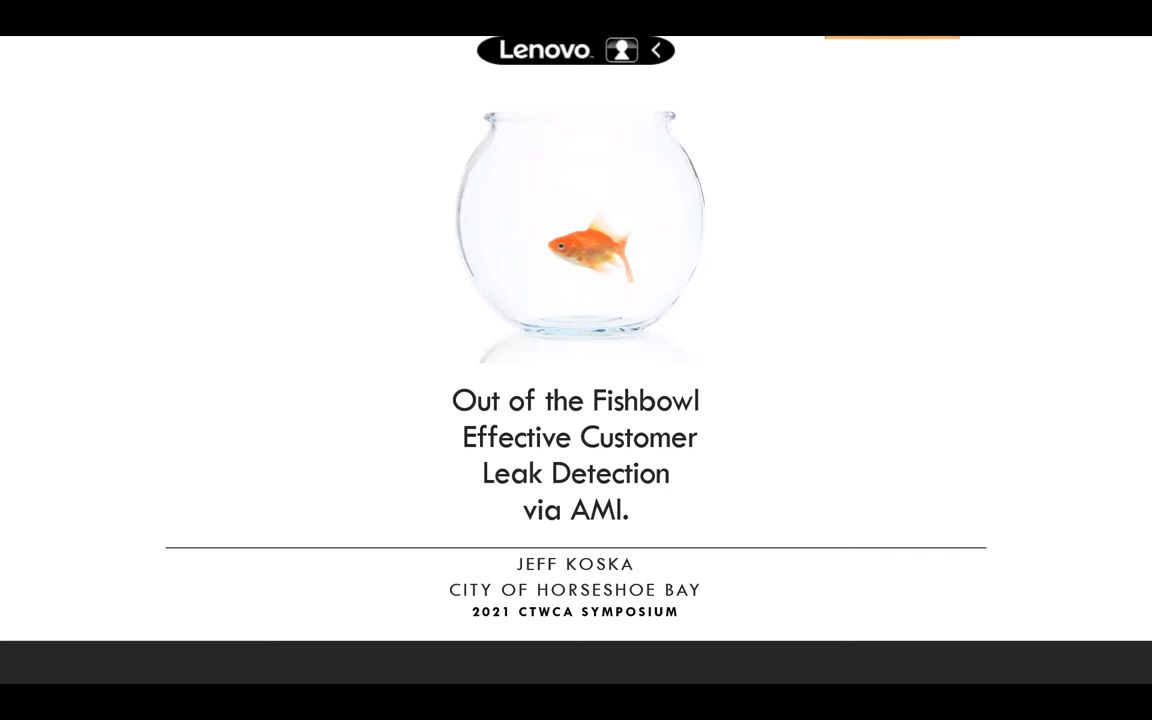 Lenovo
Out of the Fishbowl
Effective Customer
Leak Detection
via AMI.
JEFF KOSKA
CITY OF HORSESHOE BAY
2021 CTWCA SYMPOSIUM